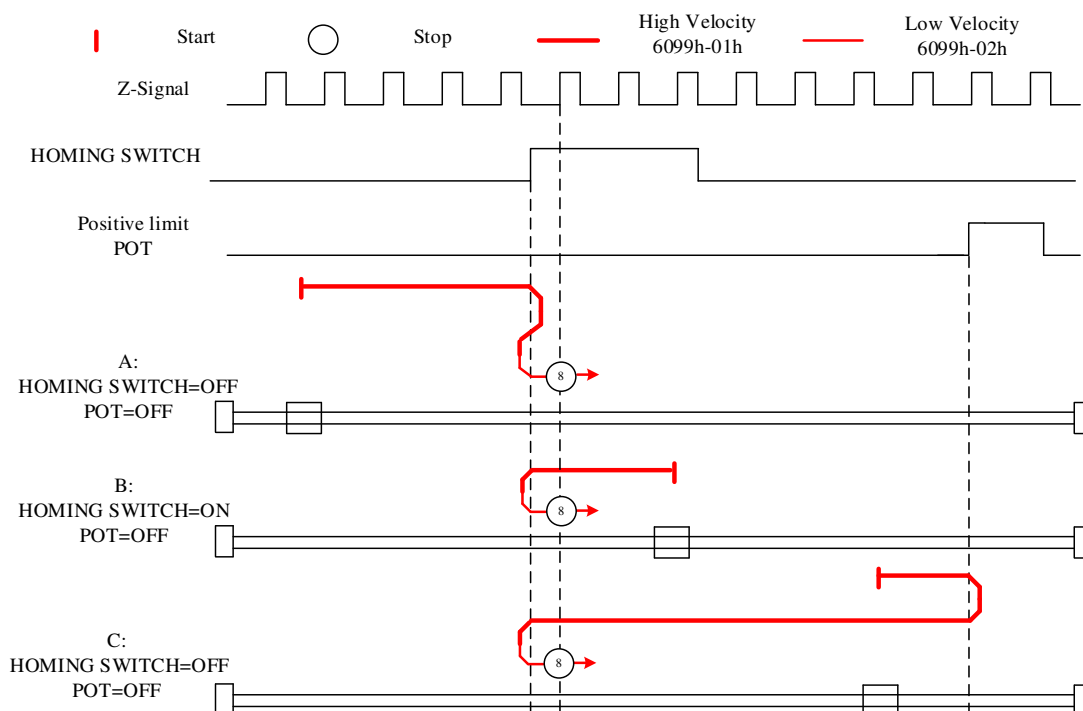 Start
Stop
High Velocity
6099h-01h
Low Velocity
6099h-02h
Z-Signal
HOMING SWITCH
Positive limit
POT
8
A:
HOMING SWITCH=OFF
POT=OFF
B:
HOMING SWITCH=ON
POT=OFF
8
C:
HOMING SWITCH=OFF
POT=OFF
8